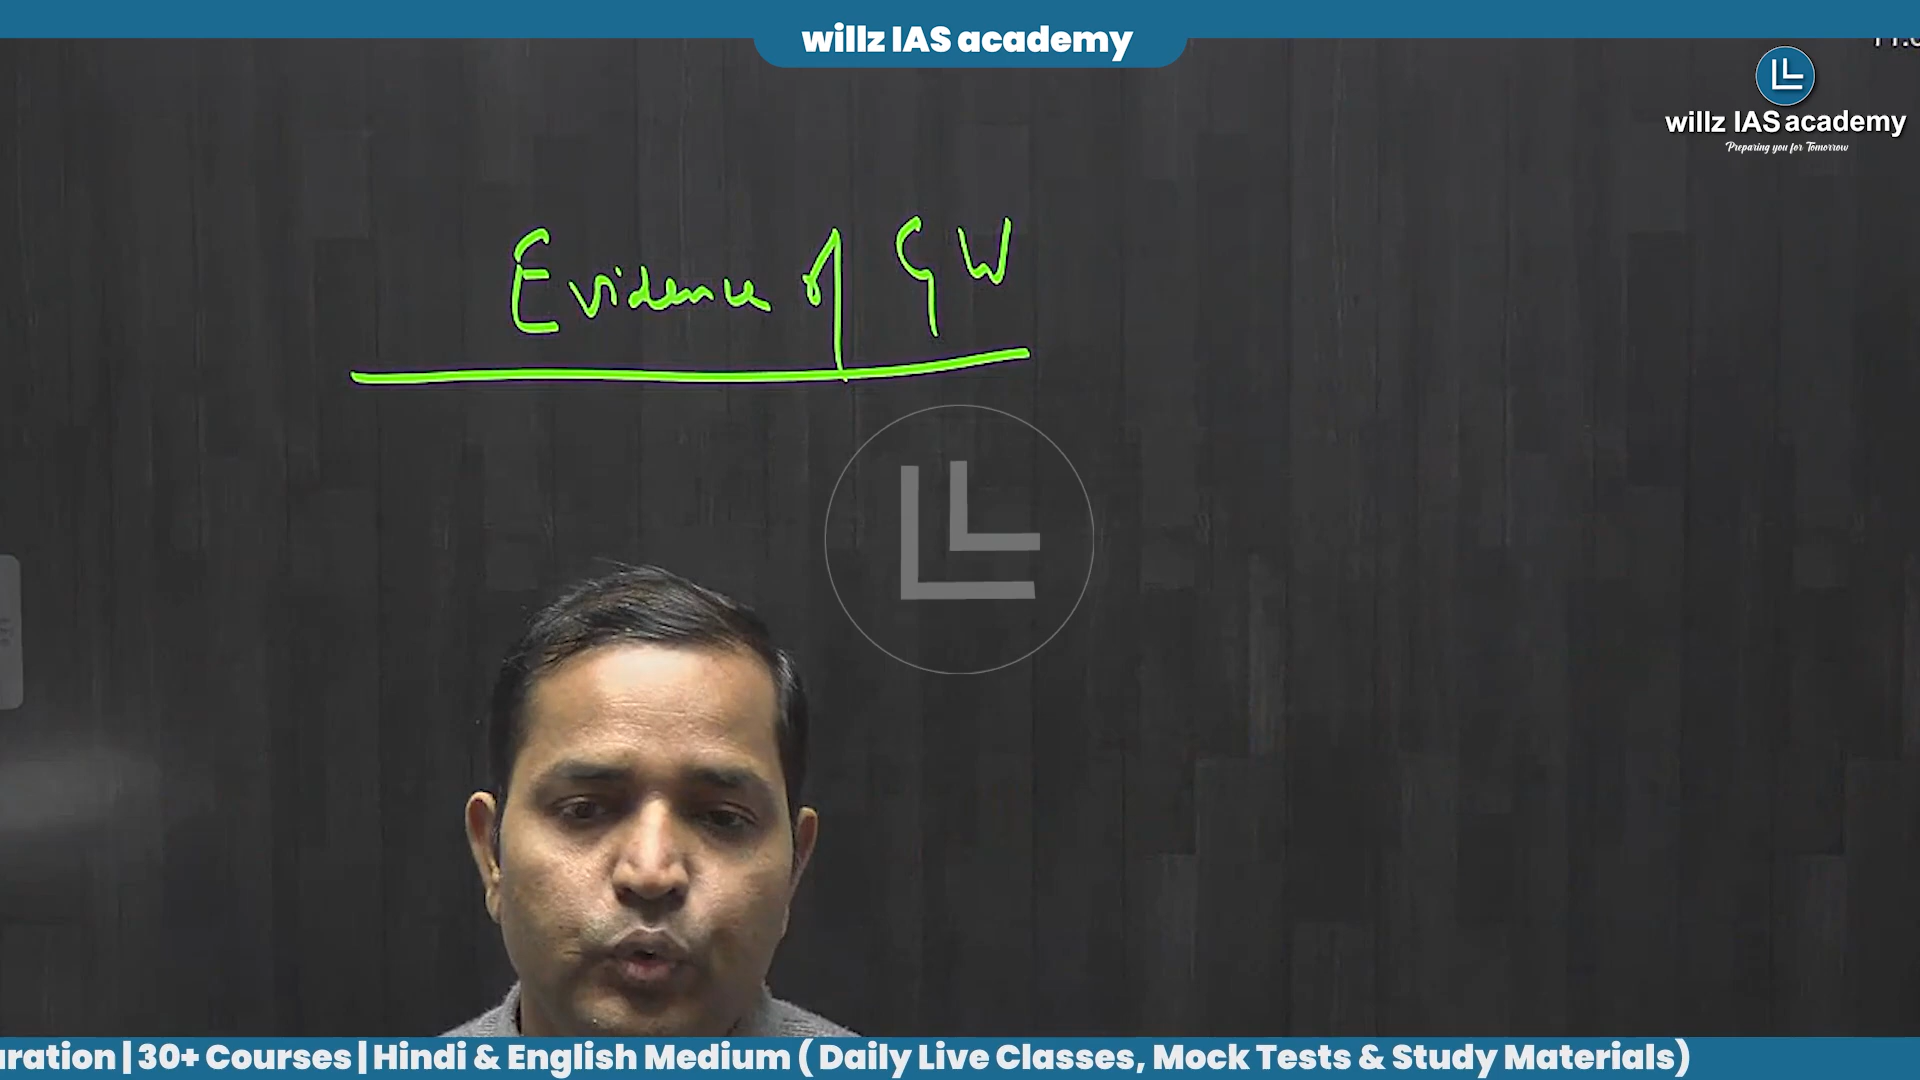 willz IAS academy
willz IAS academy
Preparing you for Tomorrow
Evidence of GW
uration | 30+ Courses | Hindi & English Medium ( Daily Live Classes, Mock Tests & Study Materials)